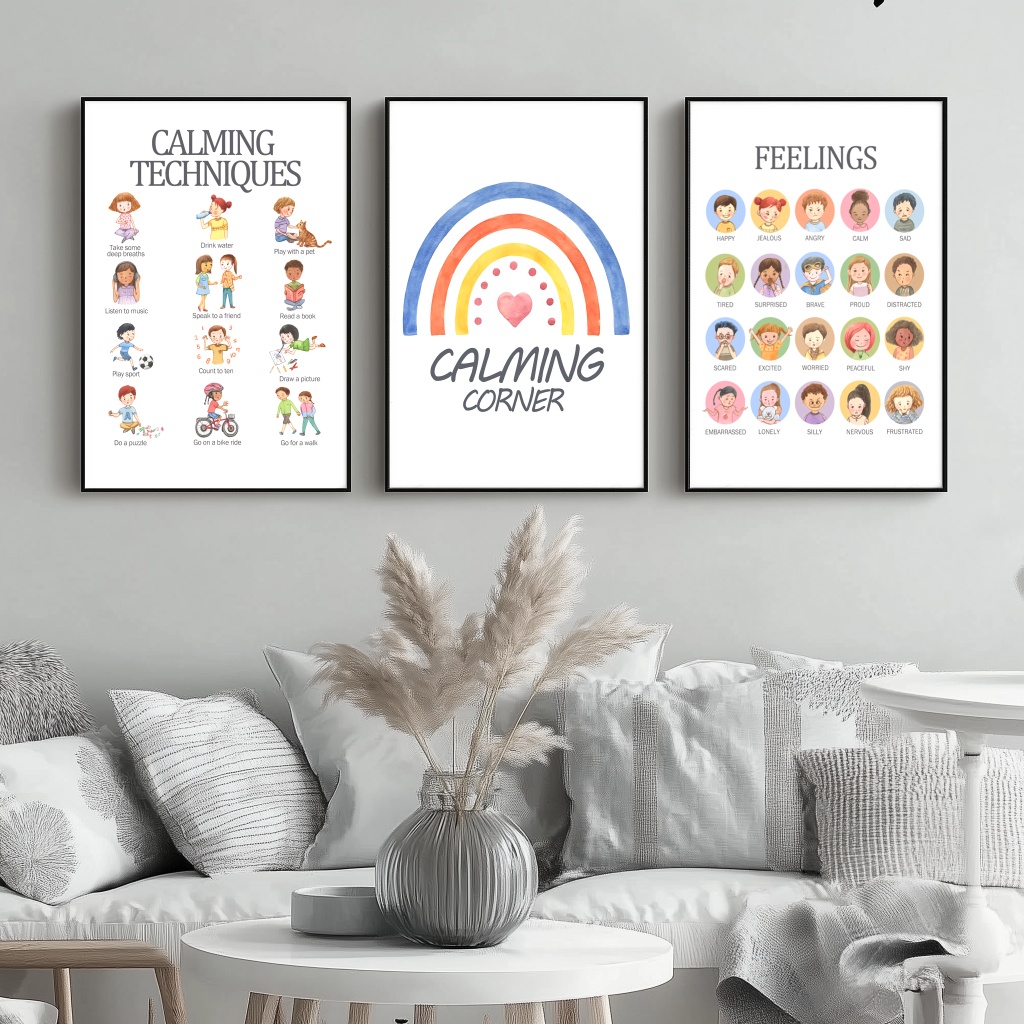 CALMING
TECHNIQUES
Take some
deep breaths
Drink water
Play with a pet
Listen to music
Speak to a friend
Read a book
Play sport
Count to ten
Draw a picture
Do a puzzle
Go on a bike ride
Go for a walk
CALMING
CORNER
FEELINGS
HAPPY
JEALOUS
ANGRY
CALM
SAD
TIRED
SURPRISED
BRAVE
PROUD
DISTRACTED
SCARED
EXCITED
WORRIED
PEACEFUL
SHY
EMBARRASSED
LONELY
SILLY
NERVOUS
FRUSTRATED